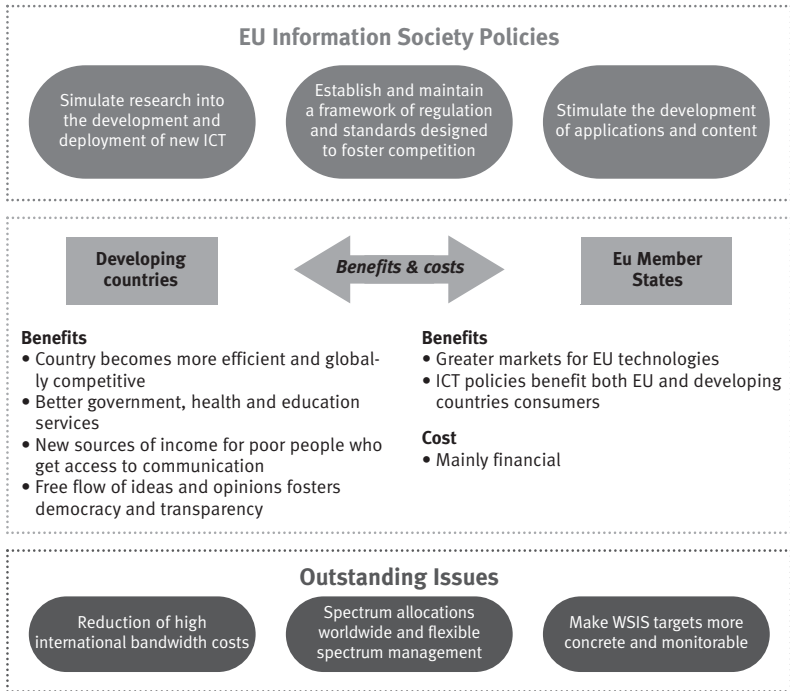 EU Information Society Policies
Simulate research into
the development and
deployment of new ICT
Establish and maintain
a framework of regulation
and standards designed
to foster competition
Stimulate the development
of applications and content
Developing
countries
Benefits & costs
Eu Member
States
Benefits
• Country becomes more efficient and global-
ly competitive
• Better government, health and education
services
• New sources of income for poor people who
get access to communication
• Free flow of ideas and opinions fosters
democracy and transparency
Benefits
• Greater markets for EU technologies
• ICT policies benefit both EU and developing
countries consumers
Cost
• Mainly financial
Outstanding Issues
Reduction of high
international bandwidth costs
Spectrum allocations
worldwide and flexible
spectrum management
Make WSIS targets more
concrete and monitorable